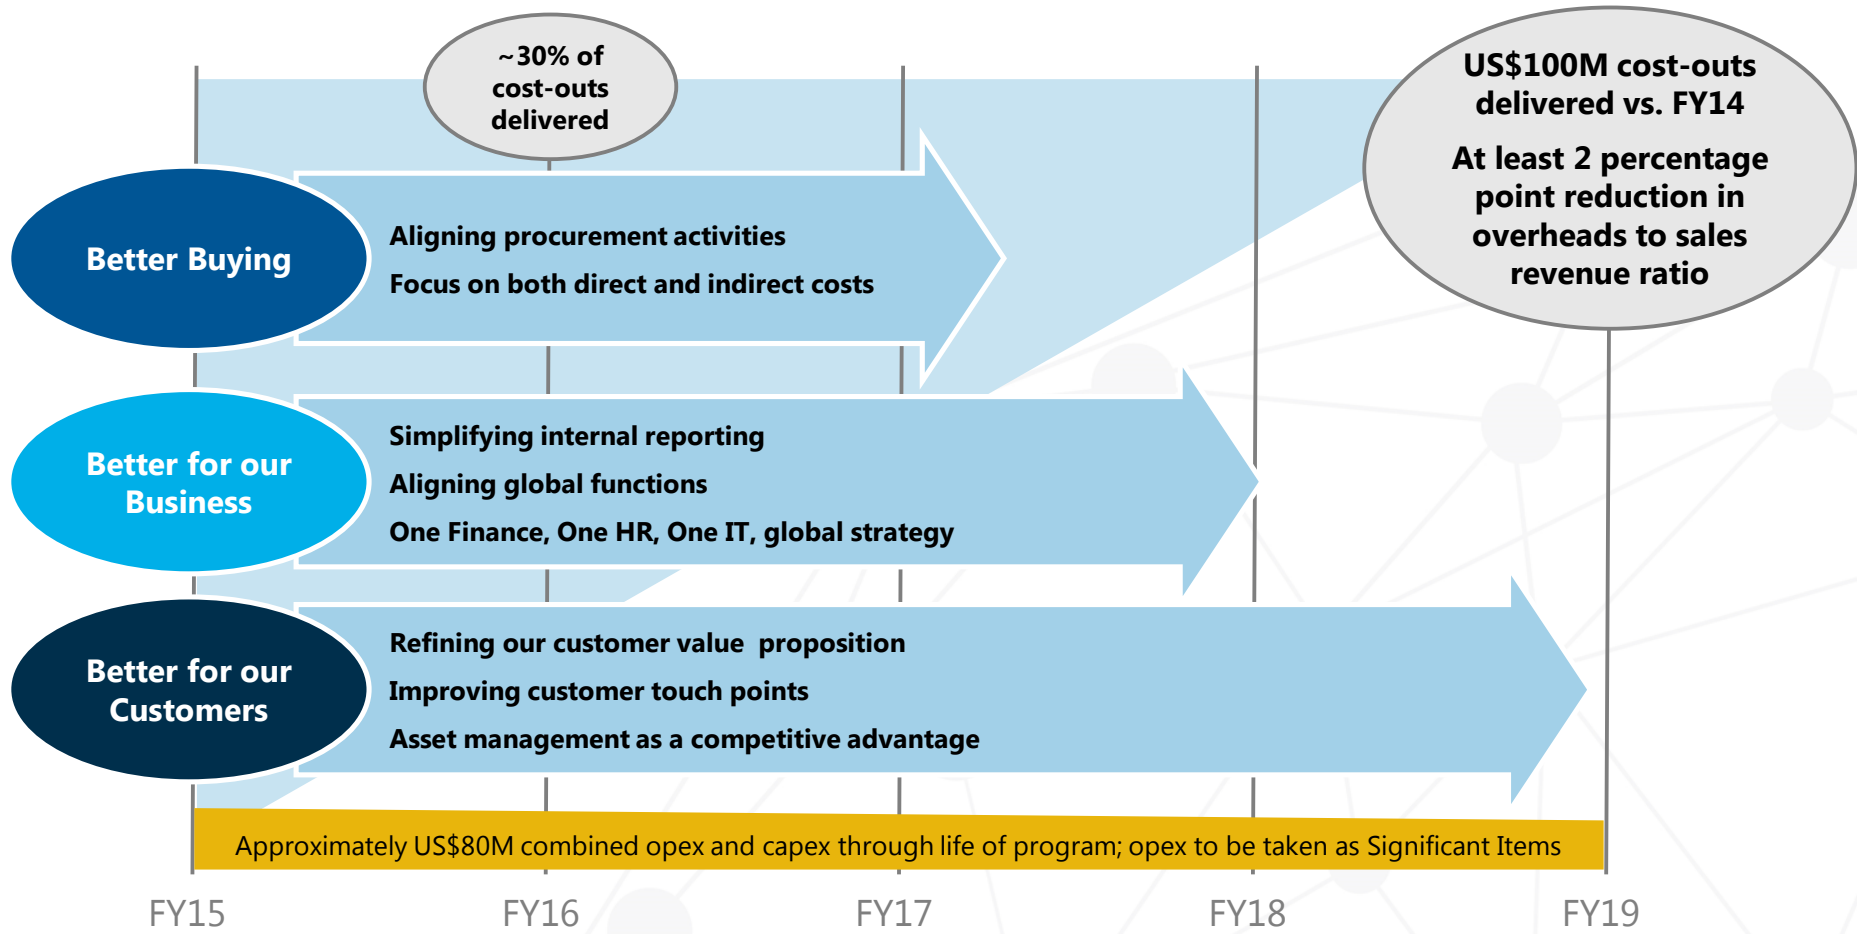 ~30% of
cost-outs
delivered
US$100M cost-outs
delivered vs. FY14
At least 2 percentage
point reduction in
overheads to sales
revenue ratio
Better Buying
Aligning procurement activities
Focus on both direct and indirect costs
Better for our
Business
Simplifying internal reporting
Aligning global functions
One Finance, One HR, One IT, global strategy
Better for our
Customers
Refining our customer value  proposition
Improving customer touch points
Asset management as a competitive advantage
Approximately US$80M combined opex and capex through life of program; opex to be taken as Significant Items
FY15
FY16
FY17
FY18
FY19